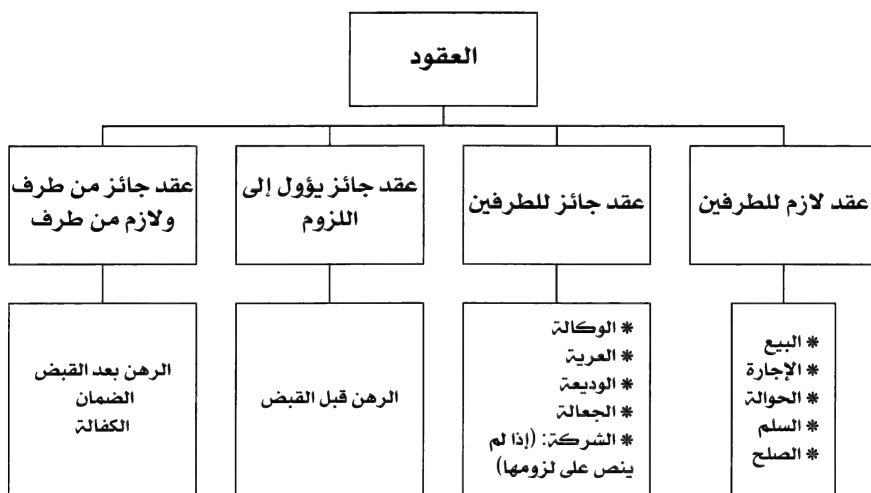 العقود
عقد لازم للطرفين
عقد جائز للطرفين
عقد جائز يؤول إلى
اللزوم
عقد جائز من طرف
ولازم من طرف
* البيع
* الإجارة
* الحوالة
* السلم
* الصلح
* الوكالة
* العرية
* الوديعة
* الجعالة
* الشركة: (إذا لم
ينص على لزومها)
الرهن قبل القبض
الرهن بعد القبض
الضمان
الكفالة